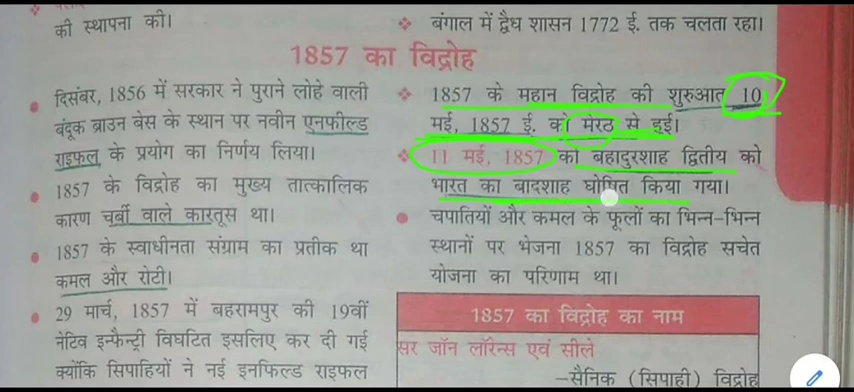 की स्थापना की।
1857 का विद्रोह
दिसंबर, 1856 में सरकार ने पुराने लोहे वाली
बंदूक ब्राउन बेस के स्थान पर नवीन एनफील्ड
राइफल के प्रयोग का निर्णय लिया।
1857 के विद्रोह का मुख्य तात्कालिक
कारण चर्बी वाले कारतूस था।
1857 के स्वाधीनता संग्राम का प्रतीक था
कमल और रोटी।
29 मार्च, 1857 में बहरामपुर की 19वीं
नेटिव इन्फैन्ट्री विघटित इसलिए कर दी गई
क्योंकि सिपाहियों ने नई इनफिल्ड राइफल
बंगाल में द्वैध शासन 1772 ई. तक चलता रहा।
1857 के महान विद्रोह की शुरुआत 10
मई, 1857 ई. को मेरठ से हुई।
11 मई, 1857 को बहादुरशाह द्वितीय को
भारत का बादशाह घोषित किया गया।
चपातियों और कमल के फूलों का भिन्न-भिन्न
स्थानों पर भेजना 1857 का विद्रोह सचेत
योजना का परिणाम था।
1857 का विद्रोह का नाम
सर जॉन लॉरेन्स एवं सीले
–सैनिक (सिपाही) विद्रोह